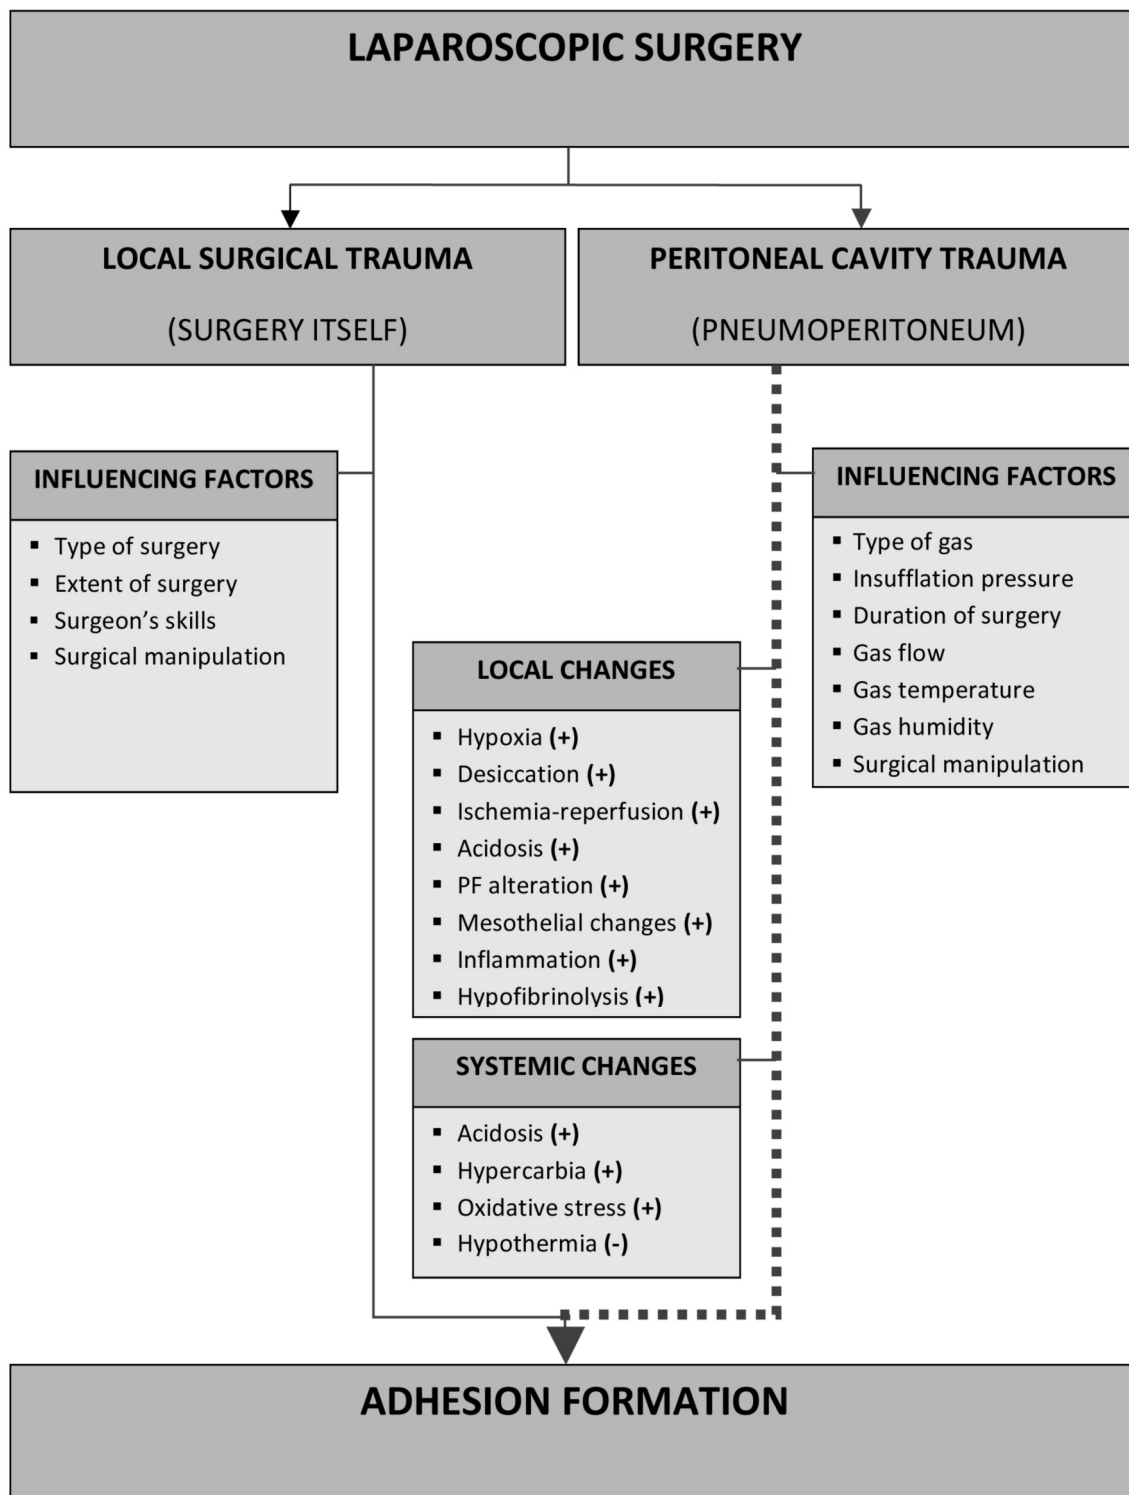 LAPAROSCOPIC SURGERY
LOCAL SURGICAL TRAUMA
(SURGERY ITSELF)
PERITONEAL CAVITY TRAUMA
(PNEUMOPERITONEUM)
INFLUENCING FACTORS
▪ Type of surgery
▪ Extent of surgery
▪ Surgeon’s skills
▪ Surgical manipulation
INFLUENCING FACTORS
▪ Type of gas
▪ Insufflation pressure
▪ Duration of surgery
▪ Gas flow
▪ Gas temperature
▪ Gas humidity
▪ Surgical manipulation
LOCAL CHANGES
▪ Hypoxia (+)
▪ Desiccation (+)
▪ Ischemia-reperfusion (+)
▪ Acidosis (+)
▪ PF alteration (+)
▪ Mesothelial changes (+)
▪ Inflammation (+)
▪ Hypofibrinolysis (+)
SYSTEMIC CHANGES
▪ Acidosis (+)
▪ Hypercarbia (+)
▪ Oxidative stress (+)
▪ Hypothermia (-)
ADHESION FORMATION